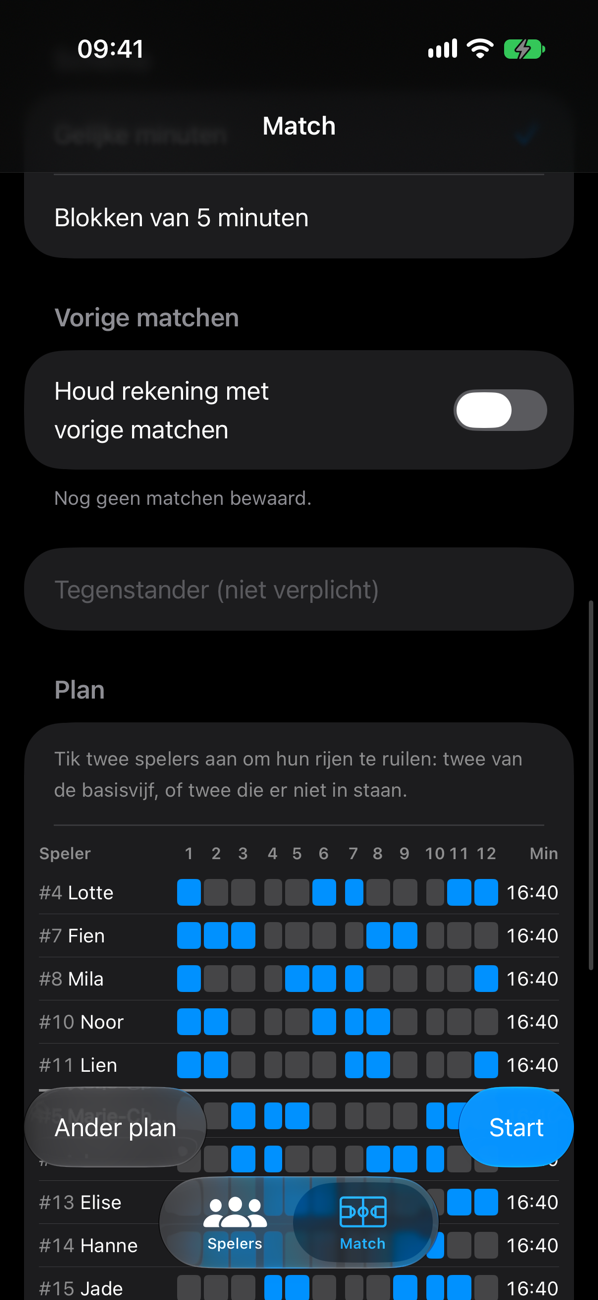 09:41
Gelijke minuten
Match
Blokken van 5 minuten
Vorige matchen
Houd rekening met
vorige matchen
Nog geen matchen bewaard.
Tegenstander (niet verplicht)
Plan
Tik twee spelers aan om hun rijen te ruilen: twee van
de basisvijf, of twee die er niet in staan.
Speler 1 2 3 4 5 6 7 8 9 10 11 12 Min
#4 Lotte 16:40
#7 Fien 16:40
#8 Mila 16:40
#10 Noor 16:40
#11 Lien 16:40
Ander plan
Start
#13 Elise 16:40
#14 Hanne 16:40
#15 Jade 16:40
Spelers
Match